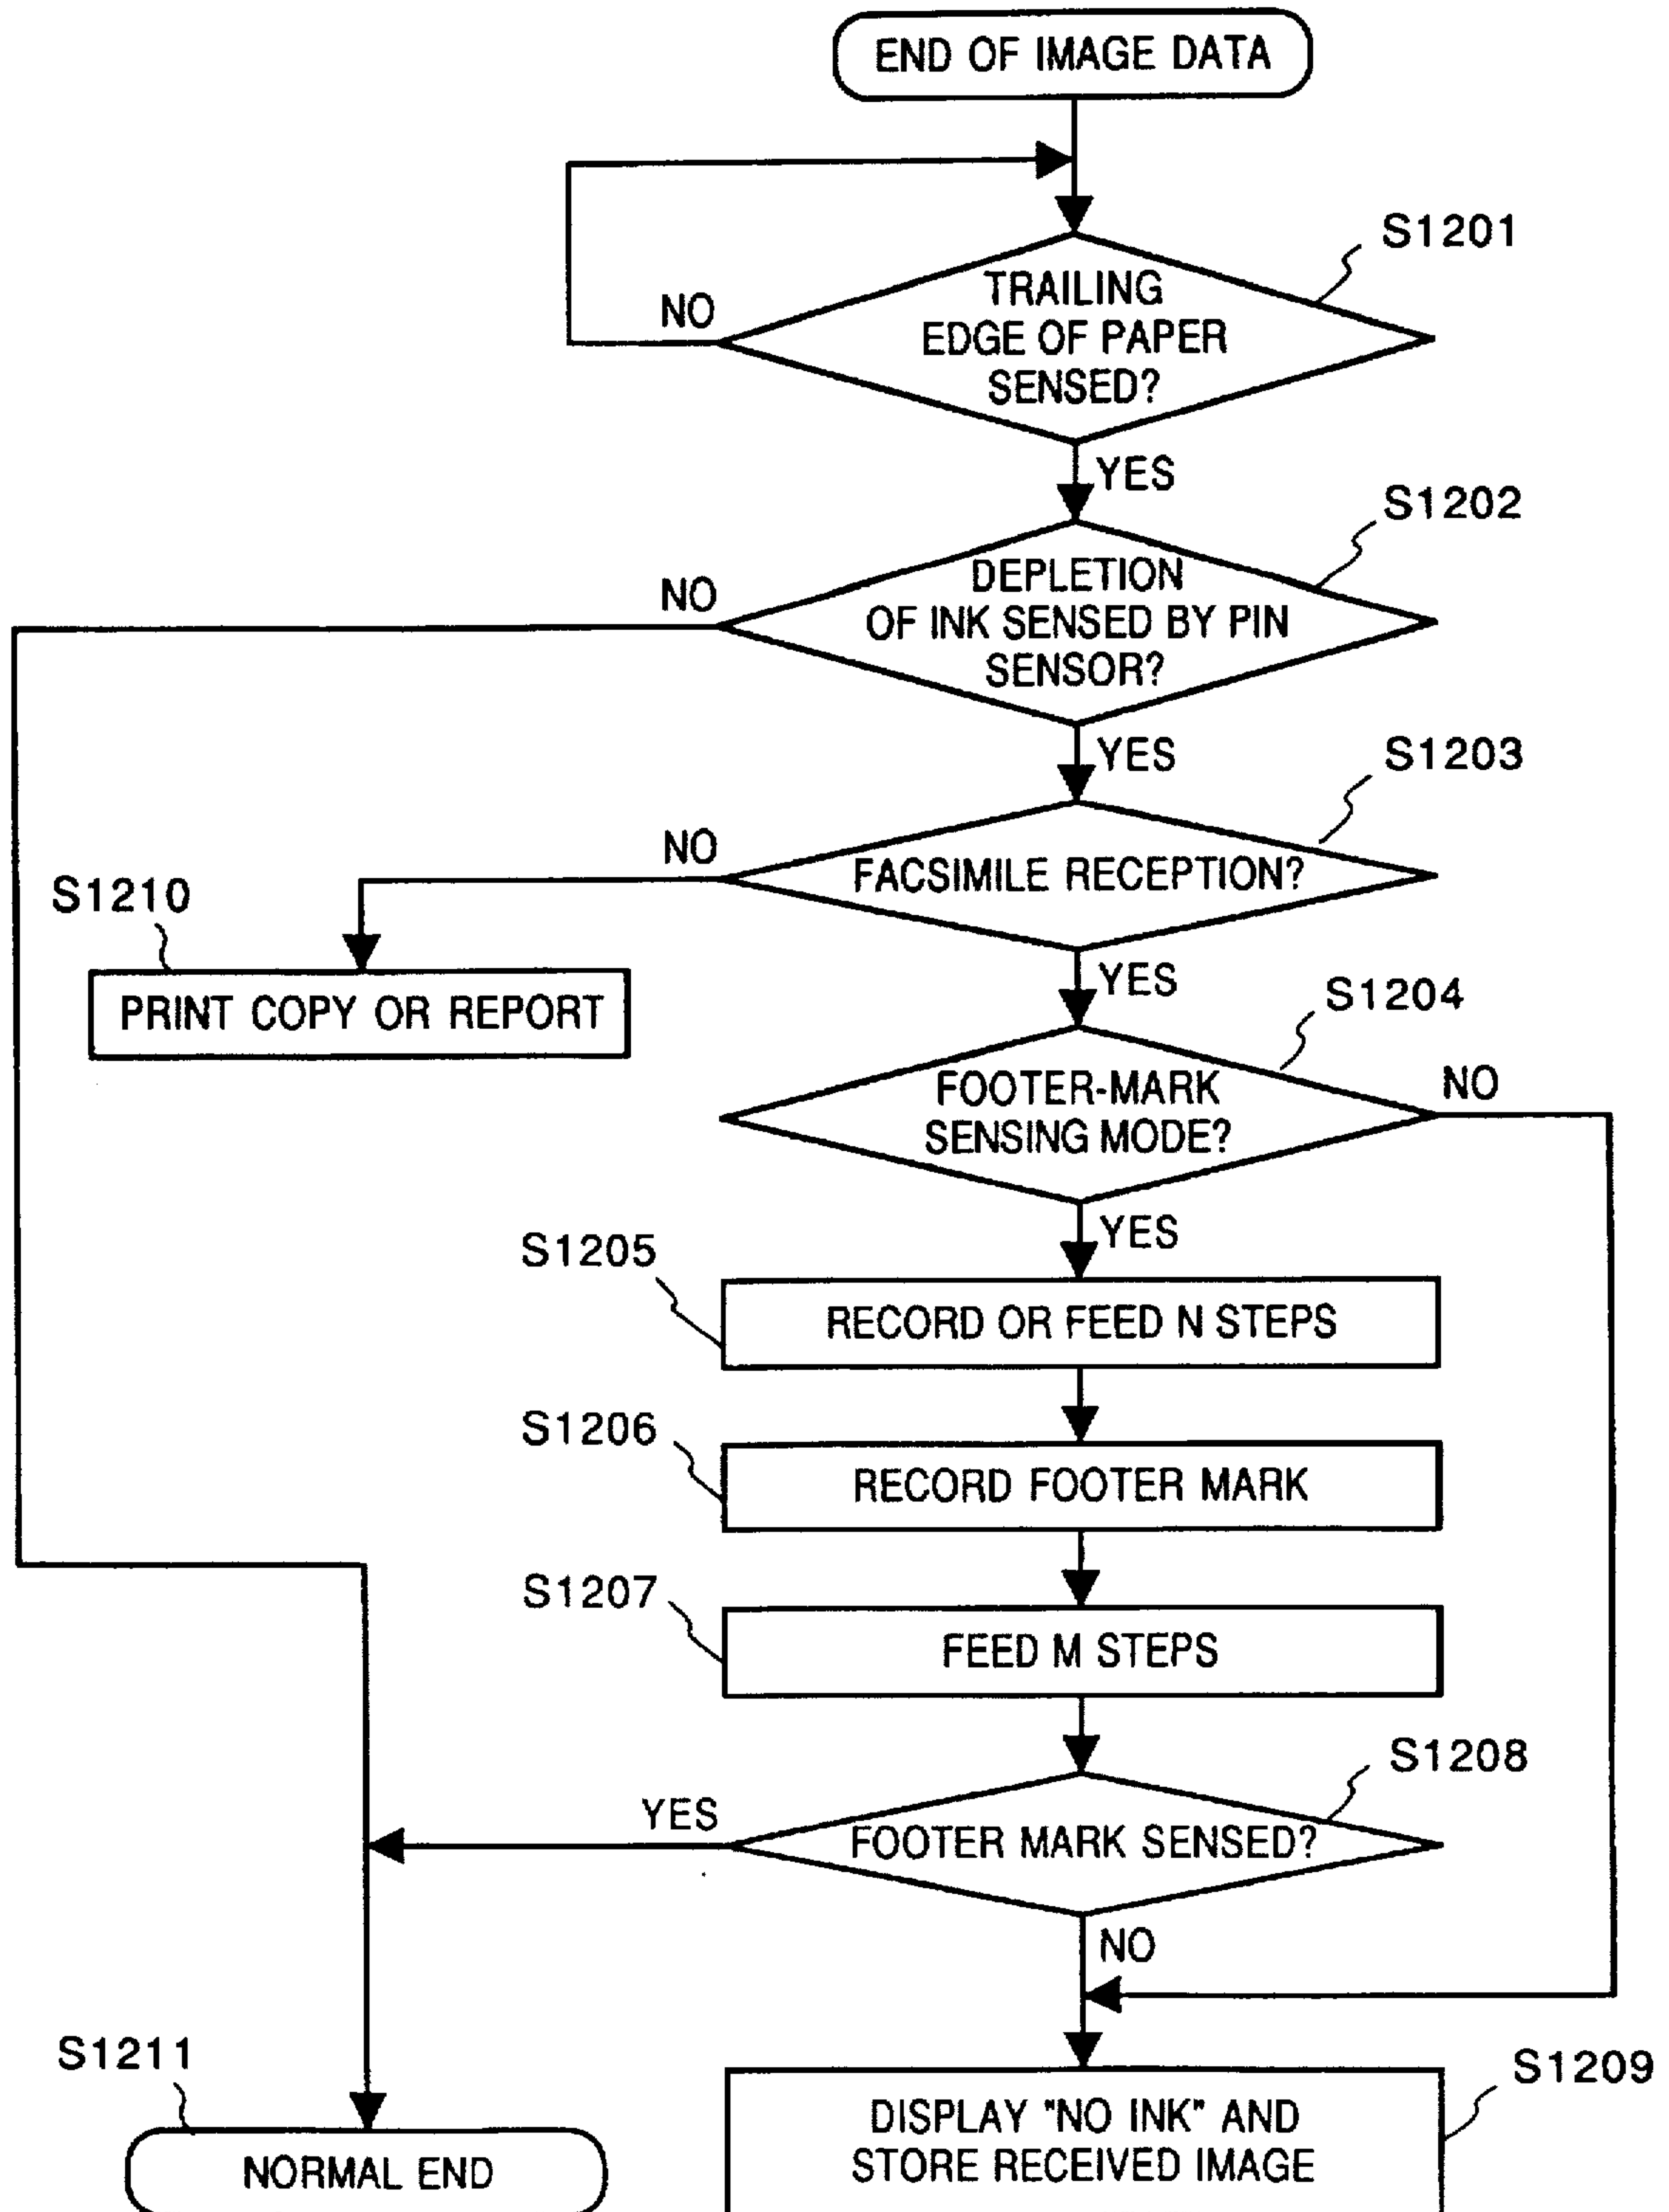 END OF IMAGE DATA
S1201
TRAILING
EDGE OF PAPER
SENSED?
NO
YES
S1202
DEPLETION
OF INK SENSED BY PIN
SENSOR?
NO
YES
S1203
FACSIMILE RECEPTION?
NO
S1210
PRINT COPY OR REPORT
YES
S1204
FOOTER-MARK
SENSING MODE?
NO
YES
S1205
RECORD OR FEED N STEPS
S1206
RECORD FOOTER MARK
S1207
FEED M STEPS
S1208
FOOTER MARK SENSED?
YES
NO
S1211
NORMAL END
S1209
DISPLAY "NO INK" AND
STORE RECEIVED IMAGE